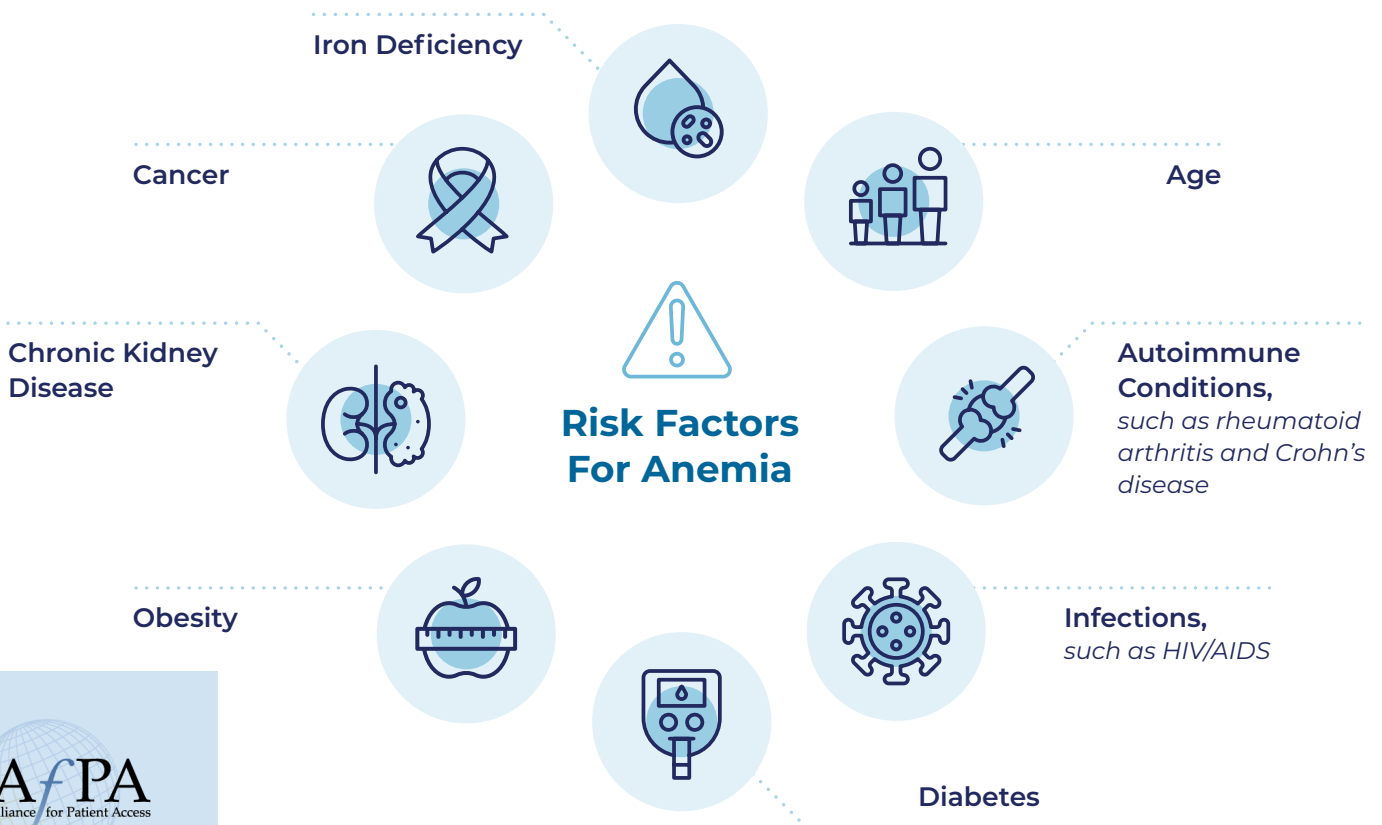 Iron Deficiency
Cancer
Age
Chronic Kidney
Disease
Autoimmune
Conditions,
such as rheumatoid
arthritis and Crohn’s
disease
Risk Factors
For Anemia
Obesity
Infections,
such as HIV/AIDS
Diabetes
AfPA
liance for Patient Access